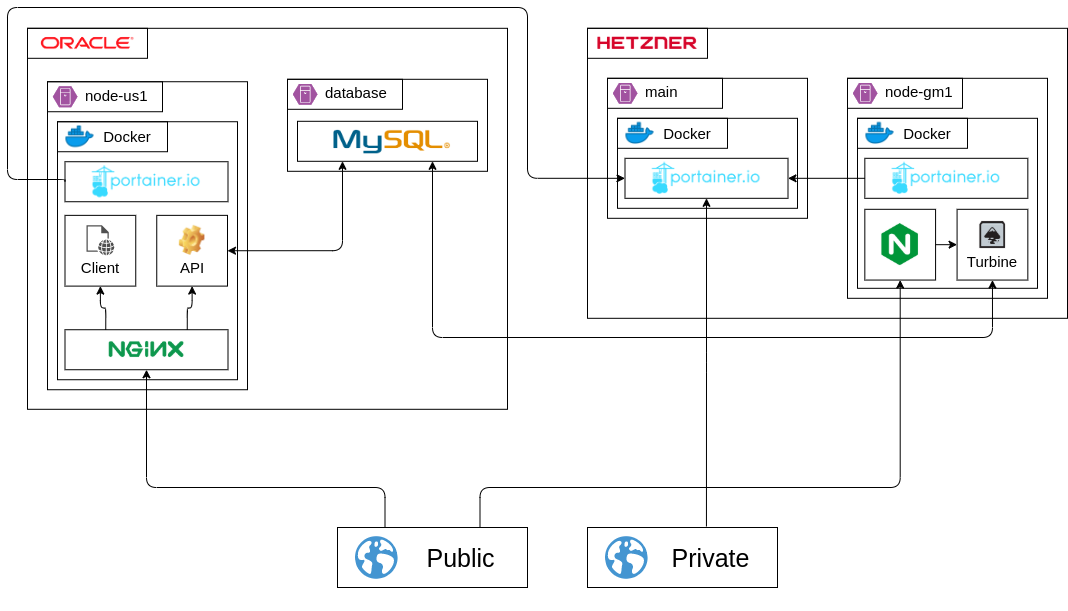 ORACLE
node-us1
Docker
portainer.io
Client
API
NGiNX
database
MySQL
HETZNER
main
Docker
portainer.io
node-gm1
Docker
portainer.io
N
Turbine
Public
Private